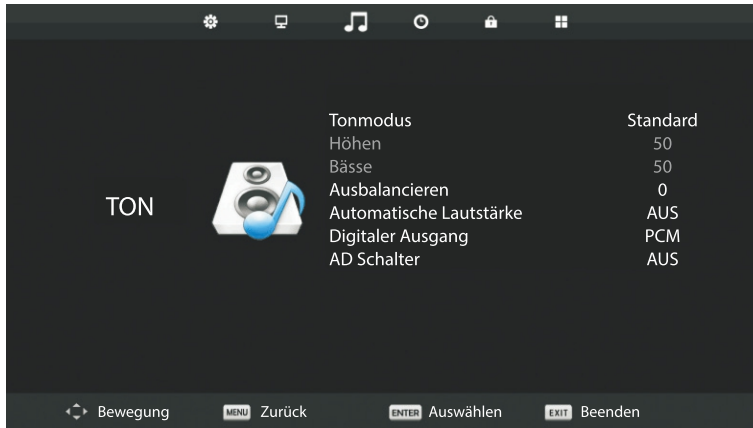 Tonmodus Standard
Höhen 50
Bässe 50
Ausbalancieren 0
TON
Automatische Lautstärke AUS
Digitaler Ausgang PCM
AD Schalter AUS
Bewegung MENU Zurück ENTER Auswählen EXIT Beenden